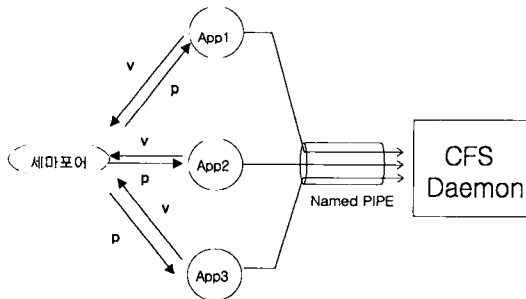 App1
v
p
세마포어
v
p
App2
v
p
App3
Named PIPE
CFS
Daemon